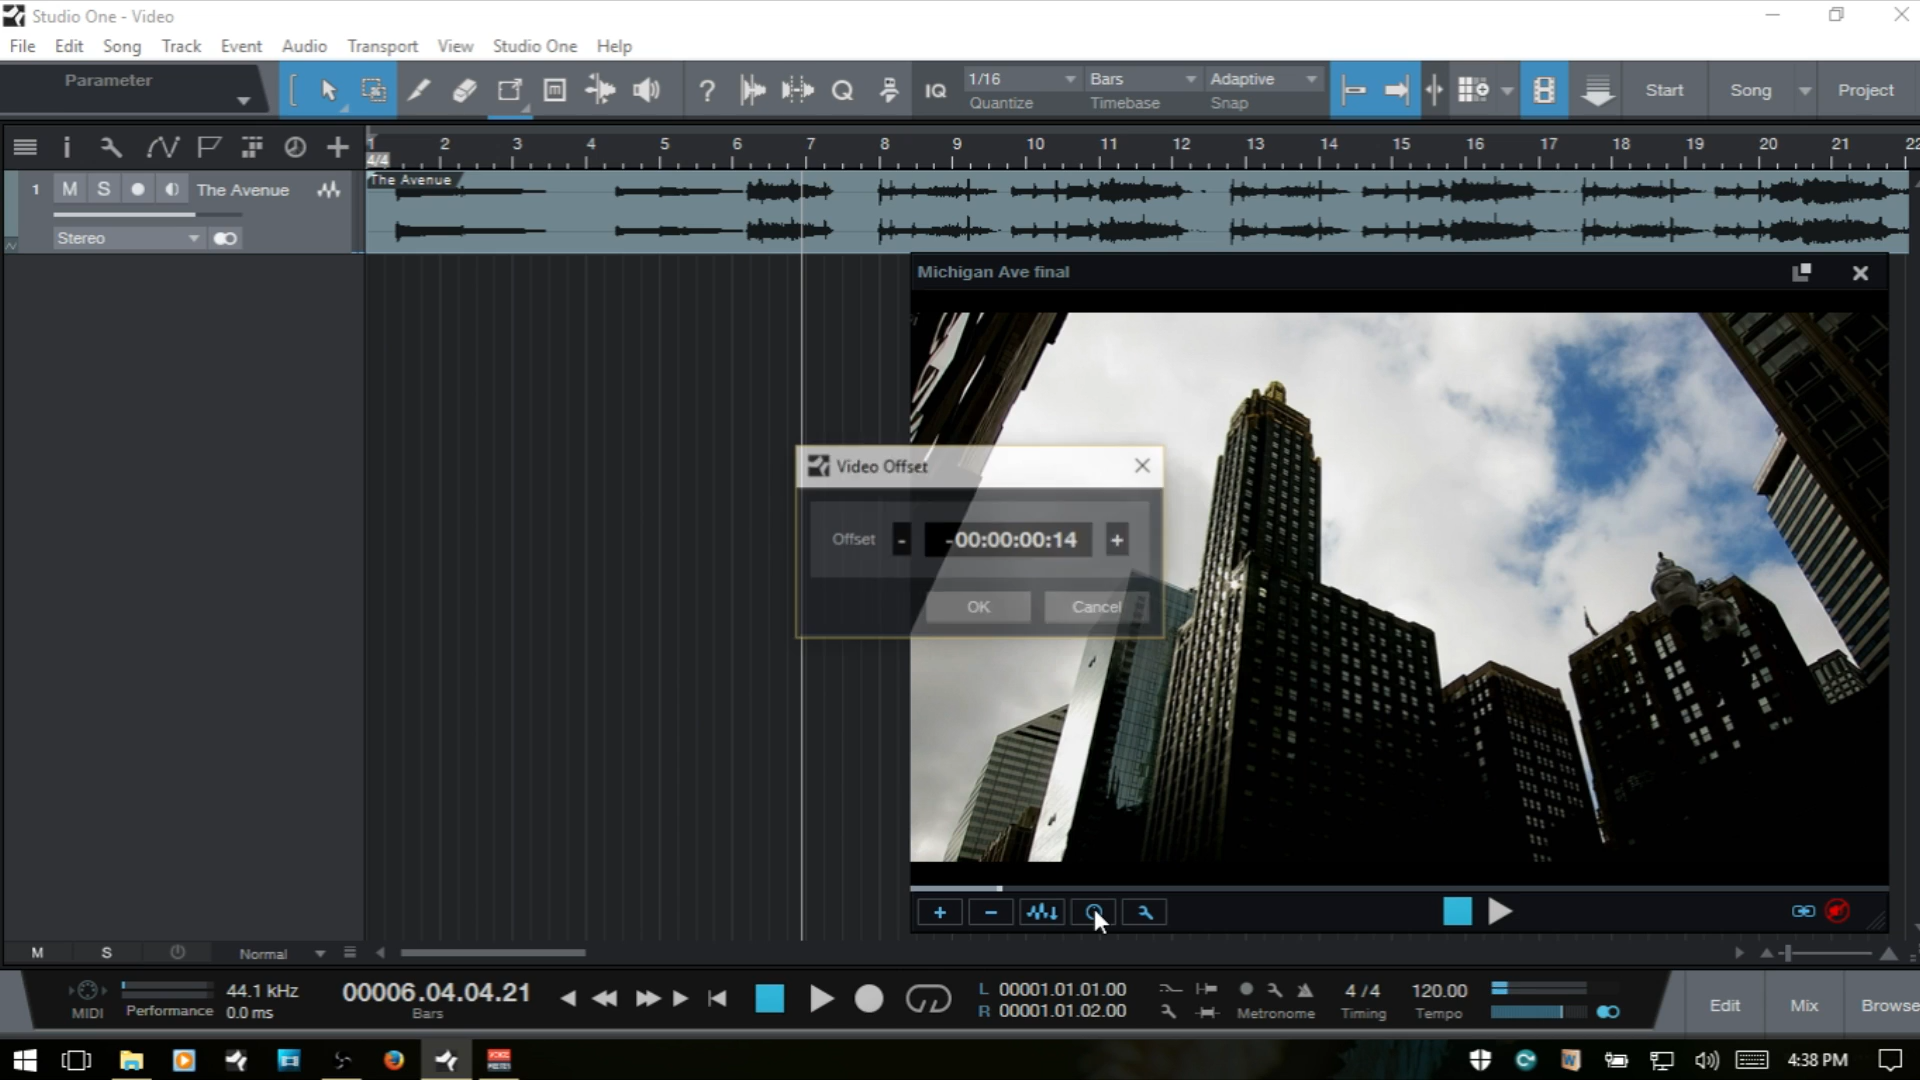 Studio One - Video
File Edit Song Track Event Audio Transport View Studio One Help
Parameter
IQ
1/16 Bars Adaptive
Quantize Timebase Snap
Start Song Project
1 2 3 4 5 6 7 8 9 10 11 12 13 14 15 16 17 18 19 20 21 22
4/4
1 M S The Avenue
Stereo
The Avenue
Michigan Ave final
Video Offset
Offset - -00:00:00:14 +
OK Cancel
M S Normal
MIDI
Performance
44.1 kHz
0.0 ms
00006.04.04.21
Bars
L 00001.01.01.00
R 00001.01.02.00
Metronome
4 / 4
Timing
120.00
Tempo
Edit Mix Browse
4:38 PM